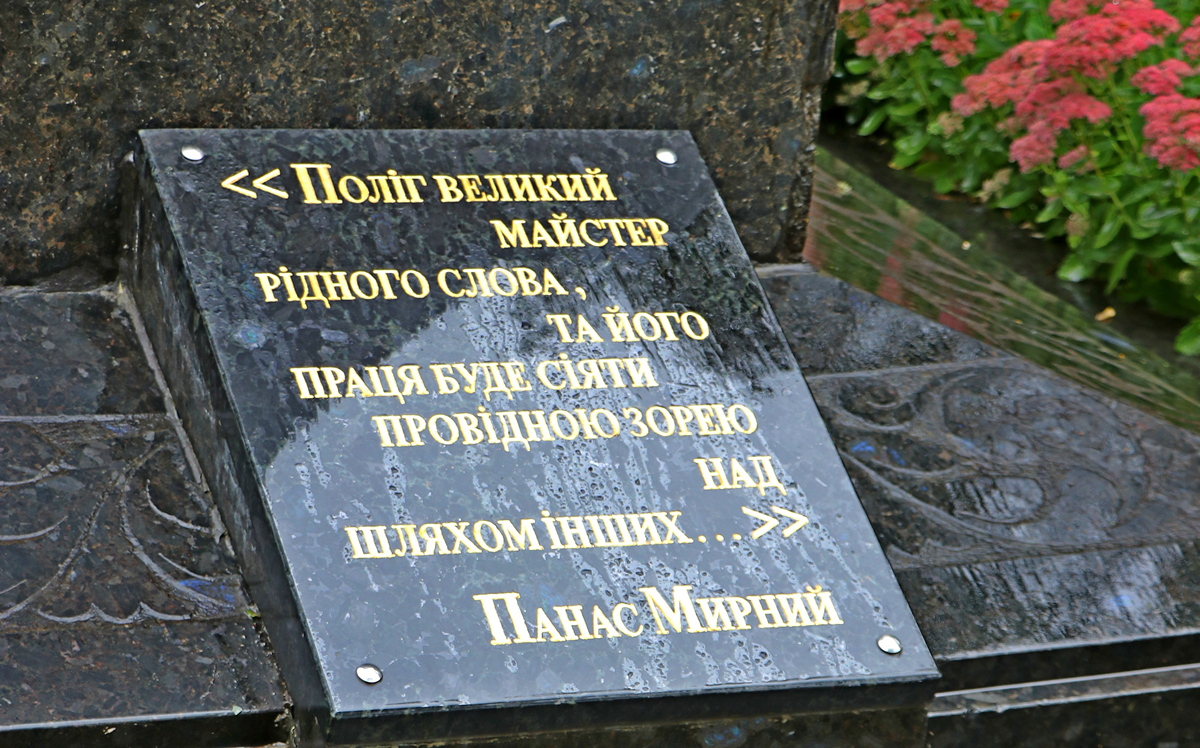 << Поліг великий
майстер
рідного слова ,
та його
праця буде сіяти
провідною зорею
над
шляхом інших ... >>
Панас Мирний